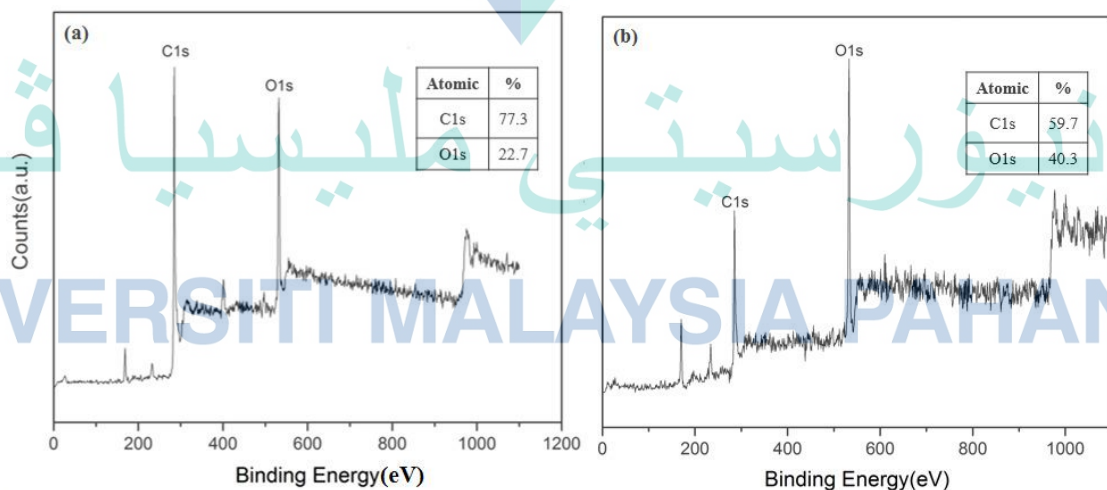 (a)
C1s
O1s
Atomic %
C1s 77.3
O1s 22.7
Counts(a.u.)
0 200 400 600 800 1000 1200
Binding Energy(eV)
(b)
O1s
C1s
Atomic %
C1s 59.7
O1s 40.3
0 200 400 600 800 1000
Binding Energy(eV)
نيۏرسيتي مليسيا ڤ
VERSITI MALAYSIA PAHAN